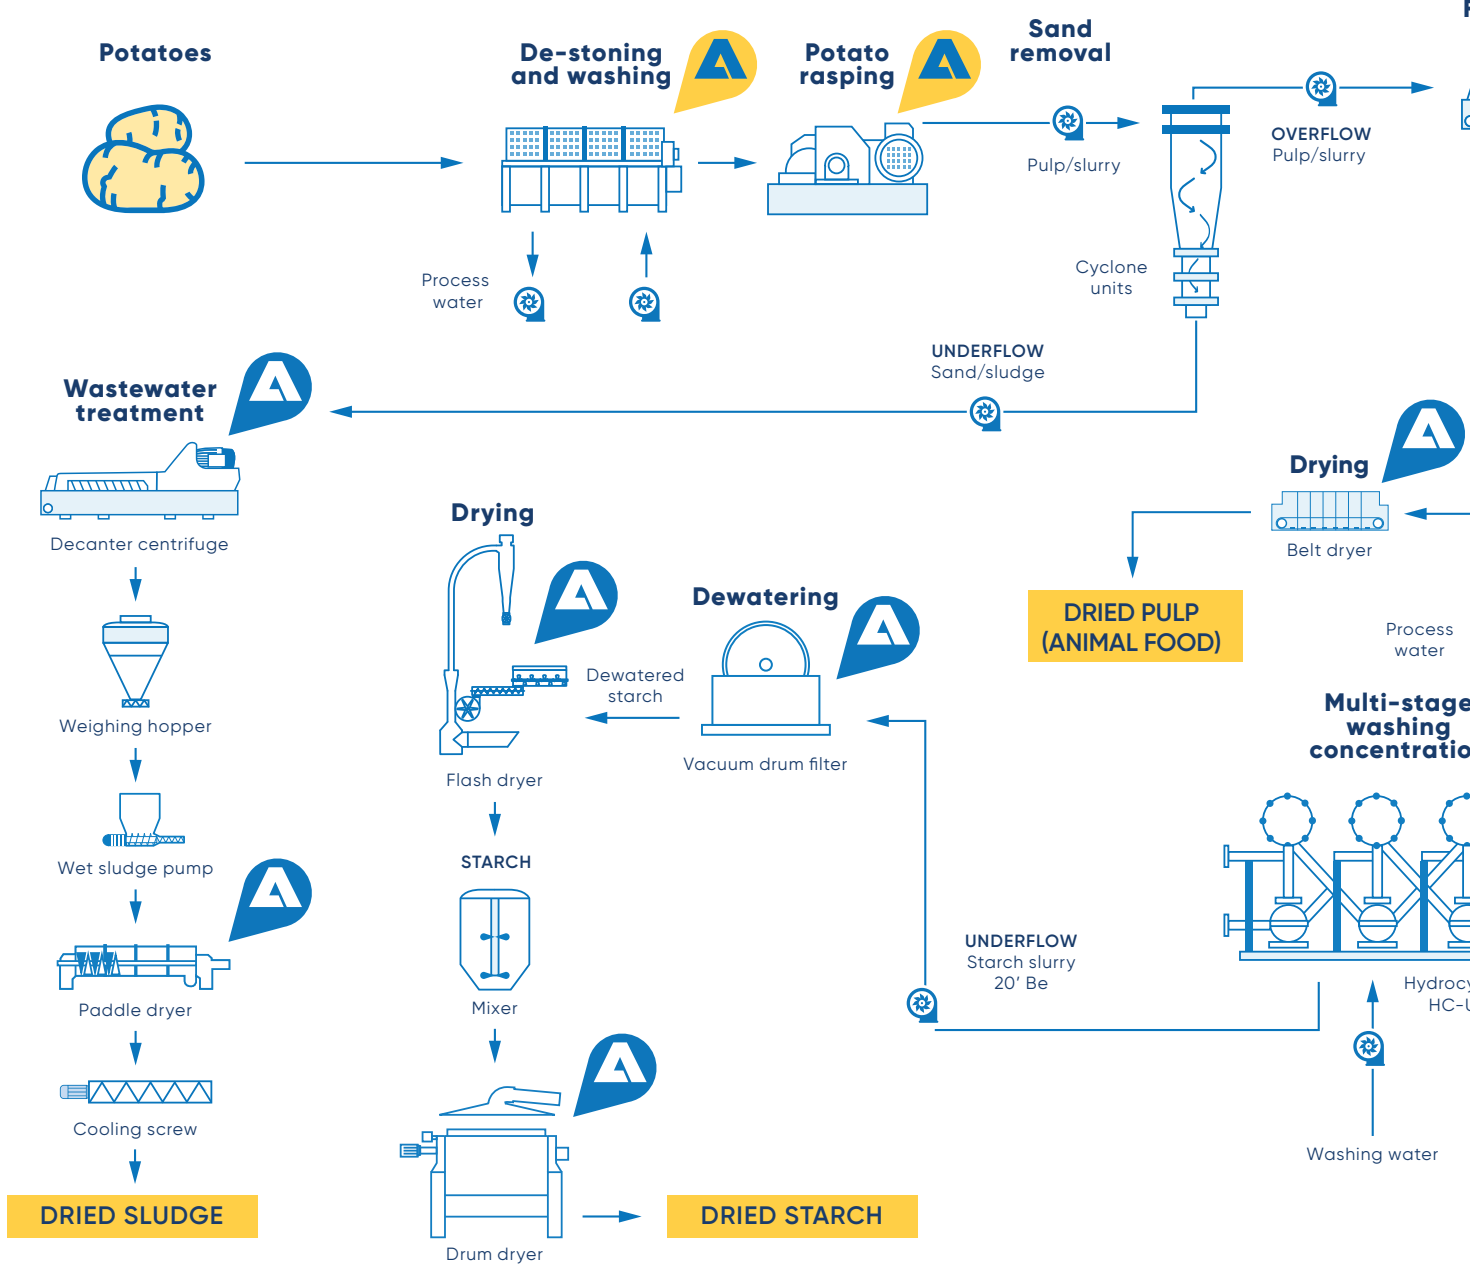 Potatoes
De-stoning
and washing
Potato
rasping
Sand
removal
Pulp/slurry
OVERFLOW
Pulp/slurry
Process
water
Cyclone
units
UNDERFLOW
Sand/sludge
Wastewater
treatment
Decanter centrifuge
Weighing hopper
Wet sludge pump
Paddle dryer
Cooling screw
DRIED SLUDGE
Drying
Flash dryer
STARCH
Mixer
Drum dryer
DRIED STARCH
Dewatered
starch
Dewatering
Vacuum drum filter
Drying
Belt dryer
DRIED PULP
(ANIMAL FOOD)
Process
water
Multi-stage
washing
concentratio
UNDERFLOW
Starch slurry
20' Be
Hydrocy
HC-U
Washing water